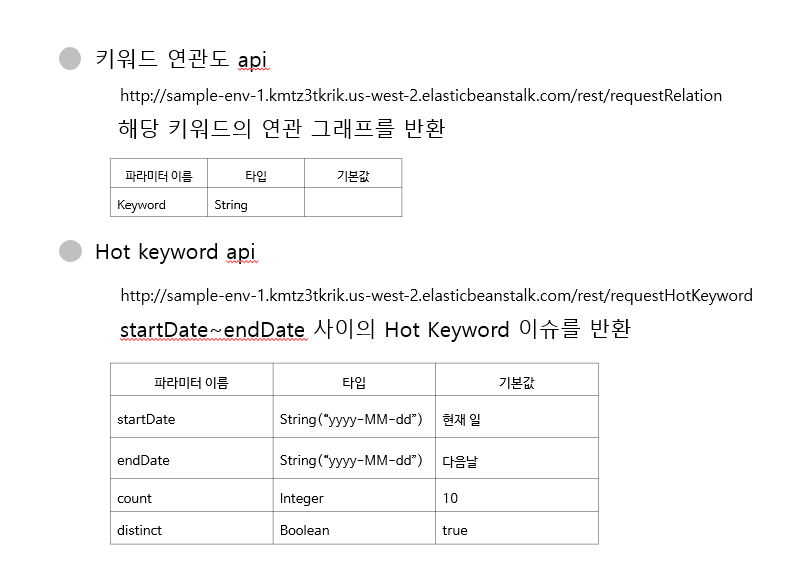 키워드 연관도 api
http://sample-env-1.kmtz3tkrik.us-west-2.elasticbeanstalk.com/rest/requestRelation
해당 키워드의 연관 그래프를 반환
파라미터 이름 타입 기본값
Keyword String
Hot keyword api
http://sample-env-1.kmtz3tkrik.us-west-2.elasticbeanstalk.com/rest/requestHotKeyword
startDate~endDate 사이의 Hot Keyword 이슈를 반환
파라미터 이름 타입 기본값
startDate String(“yyyy-MM-dd”) 현재 일
endDate String(“yyyy-MM-dd”) 다음날
count Integer 10
distinct Boolean true